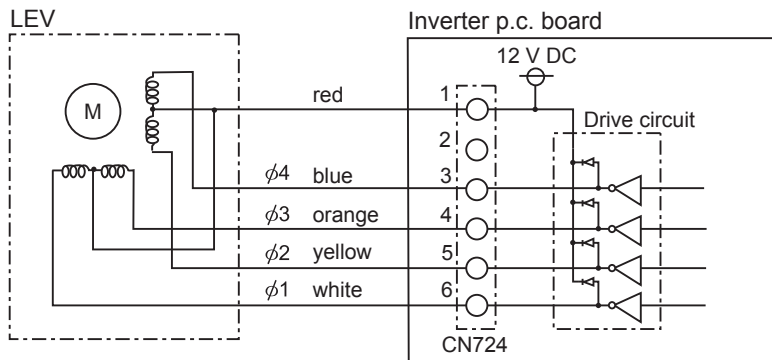 LEV
Inverter p.c. board
12 V DC
M
red
1
Drive circuit
2
ϕ4 blue 3
ϕ3 orange 4
ϕ2 yellow 5
ϕ1 white 6
CN724